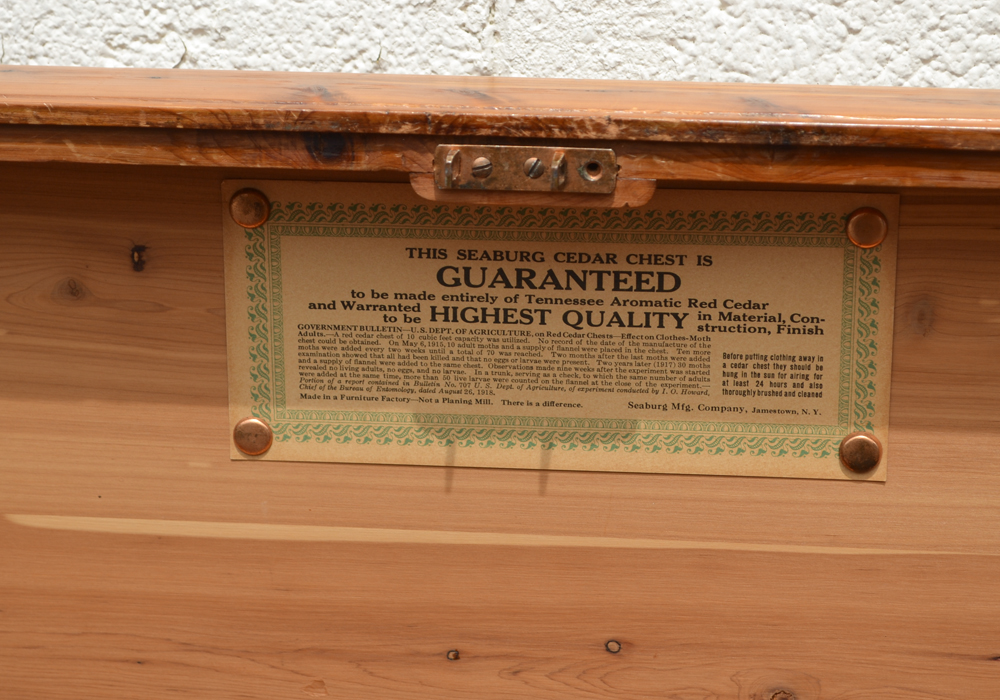 THIS SEABURG CEDAR CHEST IS
GUARANTEED
to be made entirely of Tennessee Aromatic Red Cedar
and Warranted
to be HIGHEST QUALITY in Material, Con-
struction, Finish
GOVERNMENT BULLETIN—U. S. DEPT. OF AGRICULTURE, on Red Cedar Chests—Effect on Clothes-Moth
Adults.—A red cedar chest of 10 cubic feet capacity was utilized. No record of the date of the manufacture of the
chest could be obtained. On May 6, 1915, 10 adult moths and a supply of flannel were placed in the chest. Ten more
moths were added every two weeks until a total of 70 was reached. Two months after the last moths were added
examination showed that all had been killed and that no eggs or larvae were present. Two years later (1917) 30 moths
and a supply of flannel were added to the same chest. Observations made nine weeks after the experiment was started
revealed no living adults, no eggs, and no larvae. In a trunk, serving as a check, to which the same number of adults
were added at the same time, more than 50 live larvae were counted on the flannel at the close of the experiment.—
Portion of a report contained in Bulletin No. 707 U. S. Dept. of Agriculture, of experiment conducted by I. O. Howard,
Chief of the Bureau of Entomology, dated August 26, 1918.
Before putting clothing away in
a cedar chest they should be
hung in the sun for airing for
at least 24 hours and also
thoroughly brushed and cleaned
Made in a Furniture Factory—Not a Planing Mill. There is a difference.
Seaburg Mfg. Company, Jamestown, N. Y.